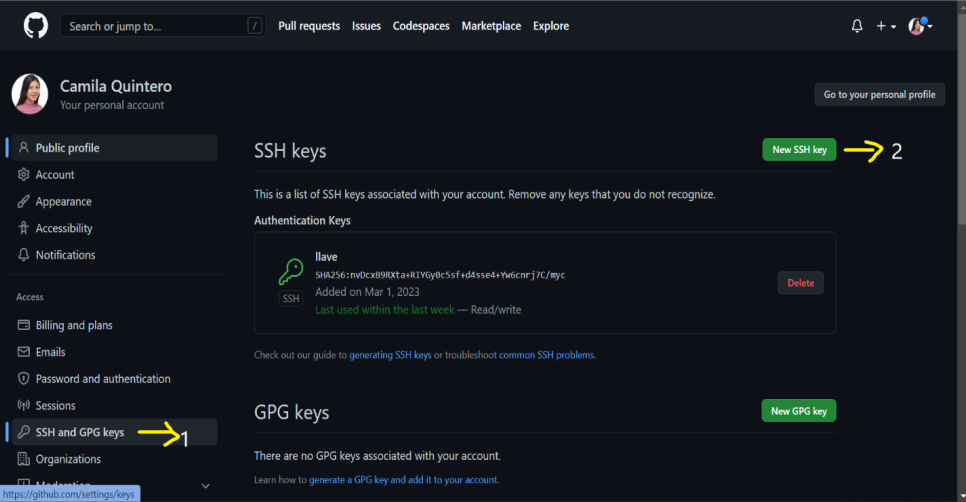 Search or jump to... /
Pull requests Issues Codespaces Marketplace Explore
Camila Quintero
Your personal account
Go to your personal profile
Public profile
Account
Appearance
Accessibility
Notifications
Access
Billing and plans
Emails
Password and authentication
Sessions
SSH and GPG keys 1
Organizations
Moderation
https://github.com/settings/keys
SSH keys
New SSH key 2
This is a list of SSH keys associated with your account. Remove any keys that you do not recognize.
Authentication Keys
llave
SHA256:nvDcxB9RXta+RIYGy0c5sf+d4sse4+Yw6cnrj7C/myc
SSH
Added on Mar 1, 2023
Last used within the last week — Read/write
Delete
Check out our guide to generating SSH keys or troubleshoot common SSH problems.
GPG keys
New GPG key
There are no GPG keys associated with your account.
Learn how to generate a GPG key and add it to your account.